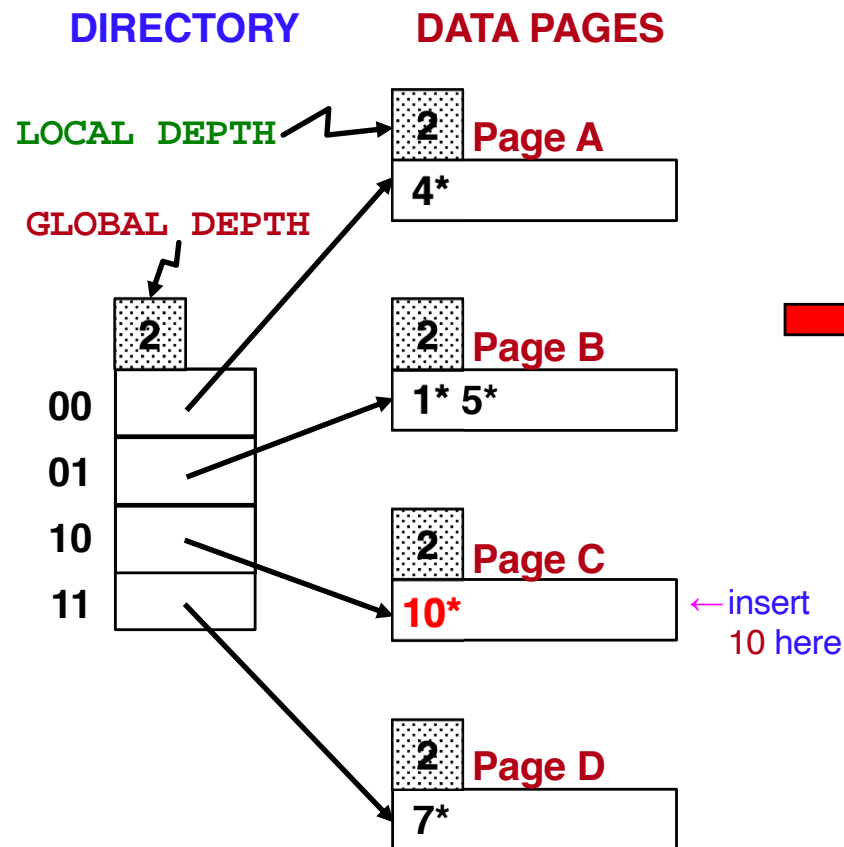 DIRECTORY
DATA PAGES
LOCAL DEPTH
2
Page A
4*
GLOBAL DEPTH
2
2
Page B
00
1* 5*
01
10
2
Page C
11
10*
←insert
10 here
2
Page D
7*